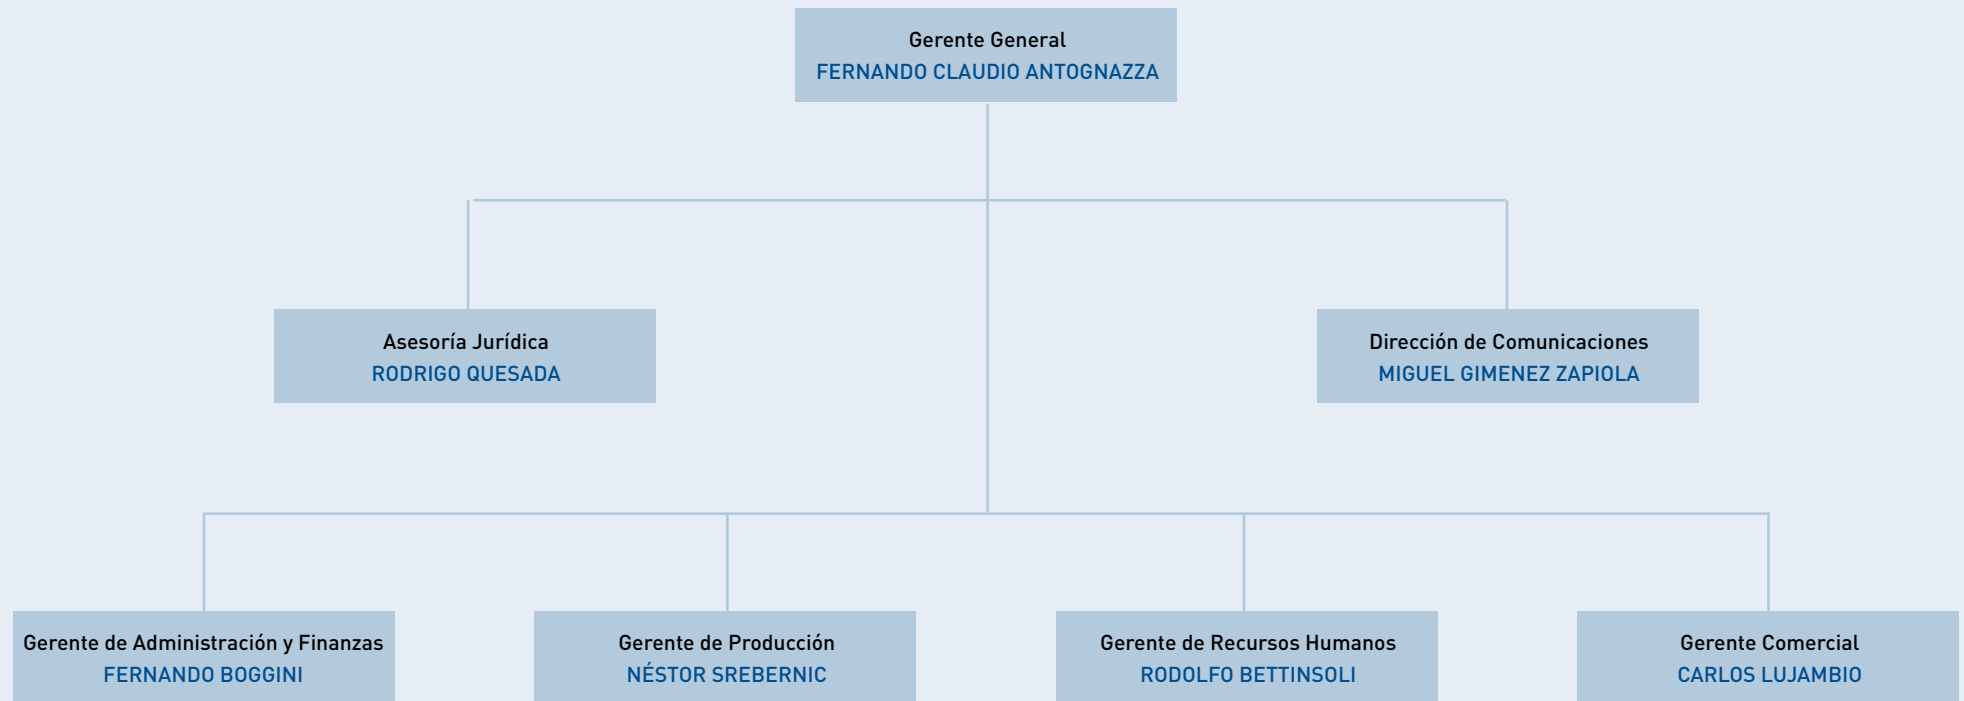 Gerente General
FERNANDO CLAUDIO ANTOGNAZZA
Asesoría Jurídica
RODRIGO QUESADA
Dirección de Comunicaciones
MIGUEL GIMENEZ ZAPIOLA
Gerente de Administración y Finanzas
FERNANDO BOGGINI
Gerente de Producción
NÉSTOR SREBERNIC
Gerente de Recursos Humanos
RODOLFO BETTINSOLI
Gerente Comercial
CARLOS LUJAMBIO